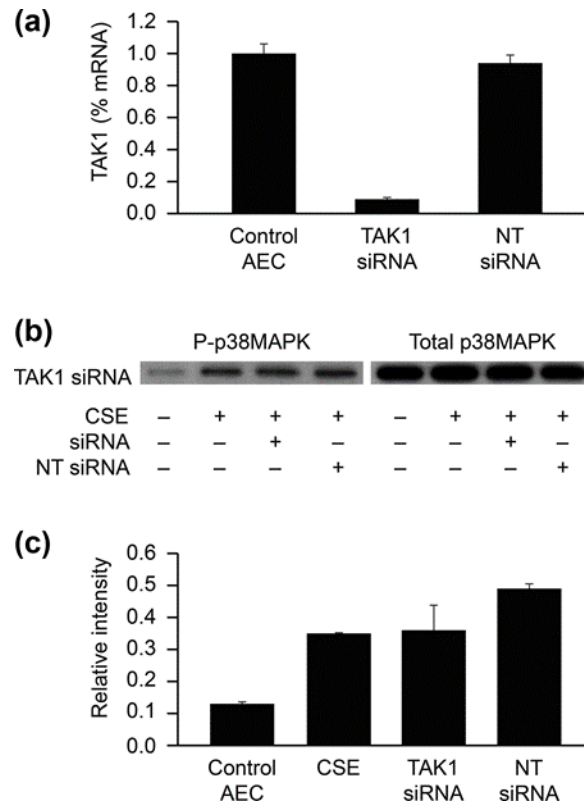 (a)
TAK1 (% mRNA)
1.2
1.0
0.8
0.6
0.4
0.2
0.0
Control AEC
TAK1 siRNA
NT siRNA
(b)
P-p38MAPK Total p38MAPK
TAK1 siRNA
CSE – + + + – + + +
siRNA – – + – – – + –
NT siRNA – – – + – – – +
(c)
Relative intensity
0.6
0.5
0.4
0.3
0.2
0.1
0.0
Control AEC
CSE
TAK1 siRNA
NT siRNA